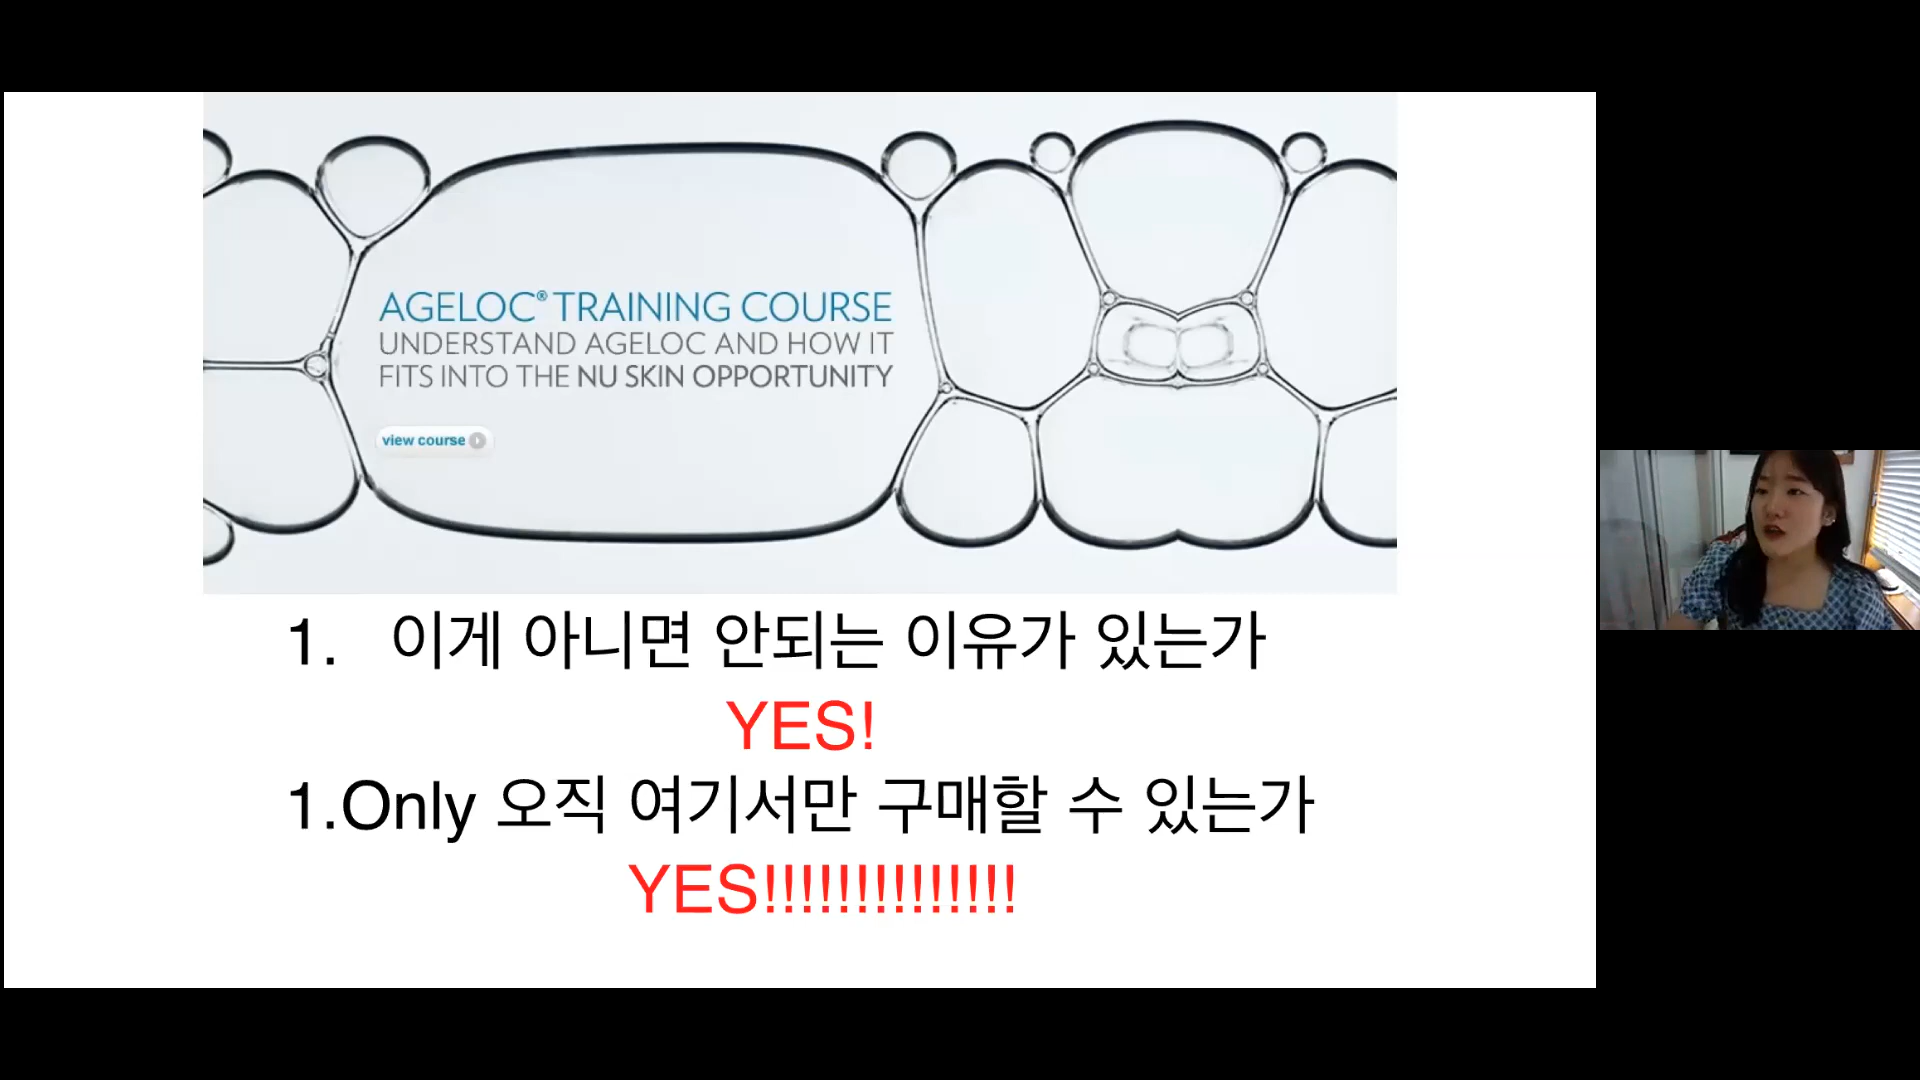 AGELOC® TRAINING COURSE
UNDERSTAND AGELOC AND HOW IT
FITS INTO THE NU SKIN OPPORTUNITY
view course
1. 이게 아니면 안되는 이유가 있는가
YES!
1.Only 오직 여기서만 구매할 수 있는가
YES!!!!!!!!!!!!!!